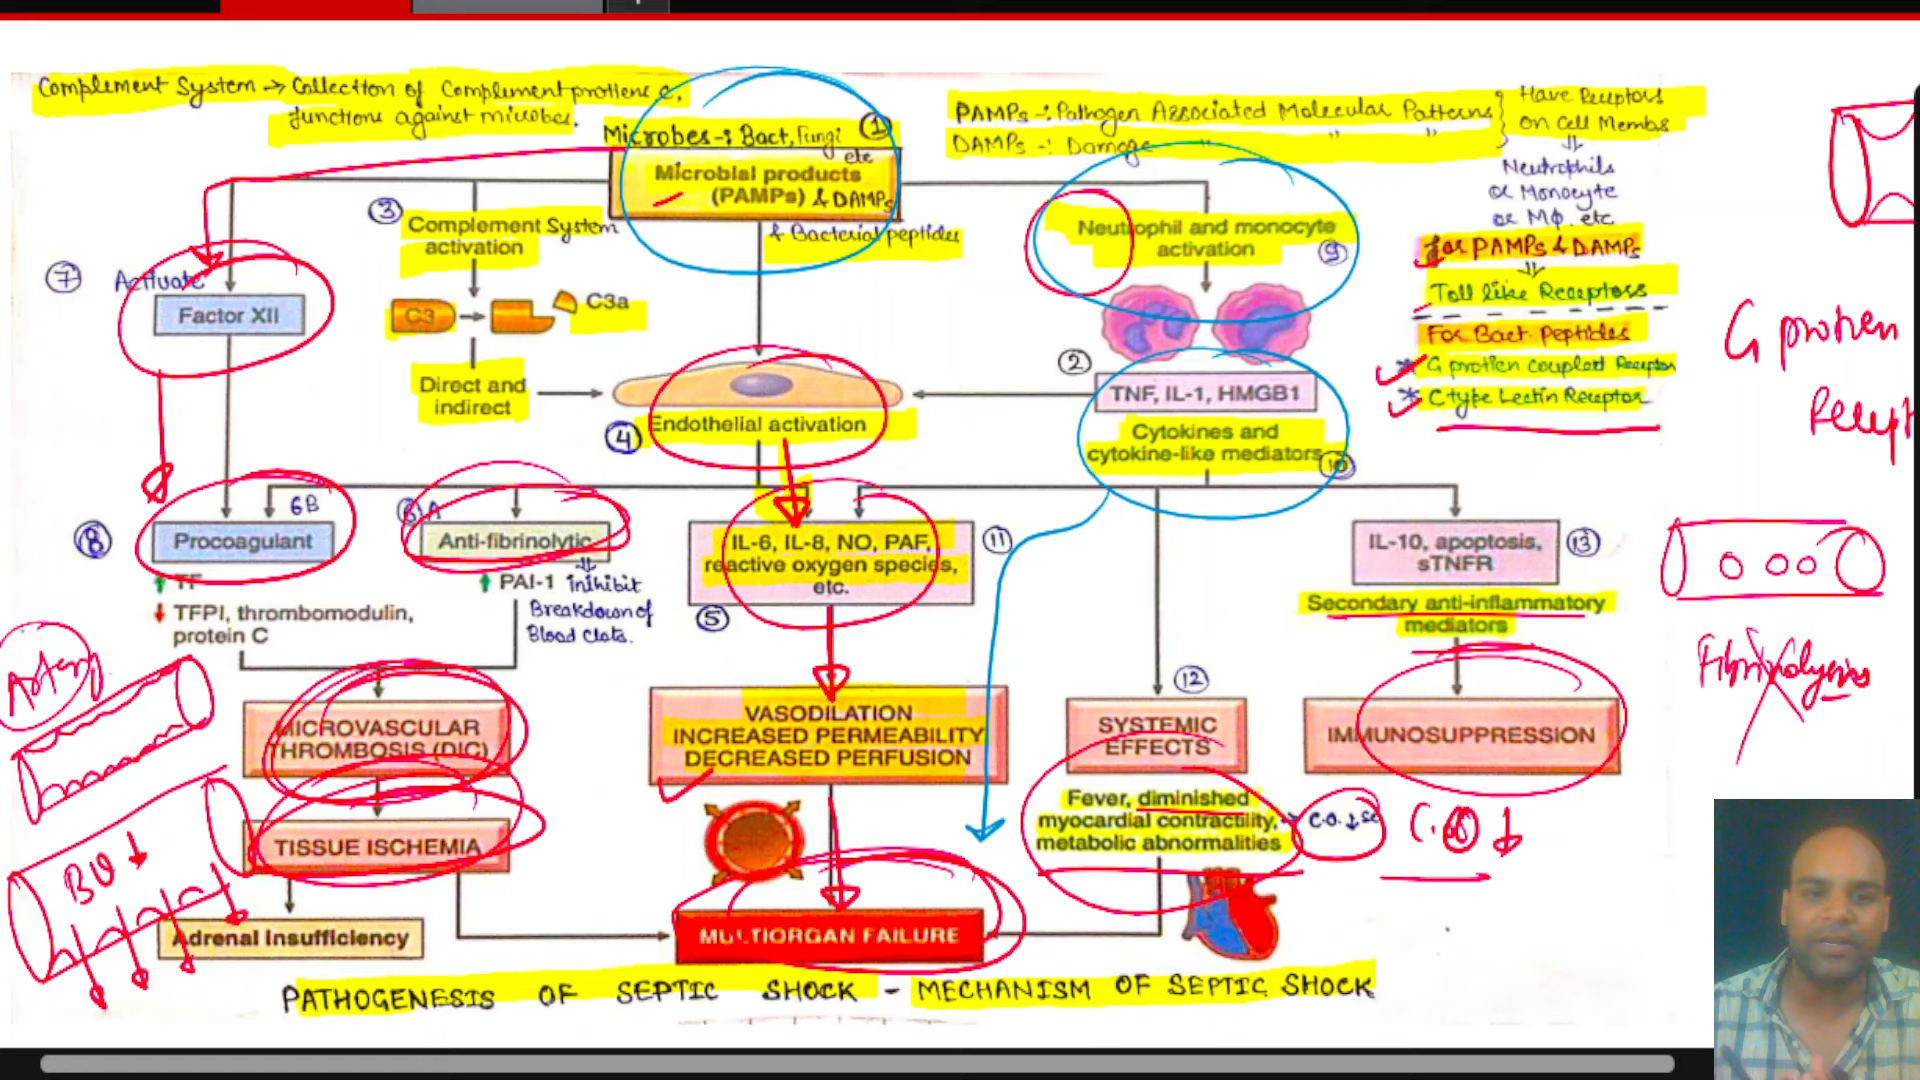 Complement System → Collection of Complement protiene e,
functions against microbes.
Microbes → Bact, Fungi
etc
①
Microbial products
(PAMPs) & DAMPs
& Bacterial peptides
PAMPs -: Pathogen Associated Molecular Patterns
DAMPs -: Damage " " "
Have Receptors
on Cell Membs
Neutrophils
or Monocyte
or MΦ. etc
for PAMPs & DAMPs
Toll like Receptors
For Bact. Peptides
* G protien coupled Receptor
* C type Lectin Receptor
G protien
③
Complement System
activation
C3
C3a
Direct and
indirect
⑦
Activate
Factor XII
Neutrophil and monocyte
activation
⑨
②
TNF, IL-1, HMGB1
Cytokines and
cytokine-like mediators
⑩
④
Endothelial activation
⑧
6B
Procoagulant
↑ TF
↓ TFPI, thrombomodulin,
protein C
⑥A
Anti-fibrinolytic
↑ PAI-1 inihibit
Breakdown of
Blood Clots.
IL-6, IL-8, NO, PAF,
reactive oxygen species,
etc.
⑪
⑤
IL-10, apoptosis,
sTNFR
⑬
Secondary anti-inflammatory
mediators
Fibrinolysis
Artery
MICROVASCULAR
THROMBOSIS (DIC)
VASODILATION
INCREASED PERMEABILITY
DECREASED PERFUSION
⑫
SYSTEMIC
EFFECTS
IMMUNOSUPPRESSION
Fever, diminished
myocardial contractility,
metabolic abnormalities
C.O. ↓
C.O ↓
TISSUE ISCHEMIA
BV ↓
Adrenal Insufficiency
MULTIORGAN FAILURE
PATHOGENESIS OF SEPTIC SHOCK - MECHANISM OF SEPTIC SHOCK